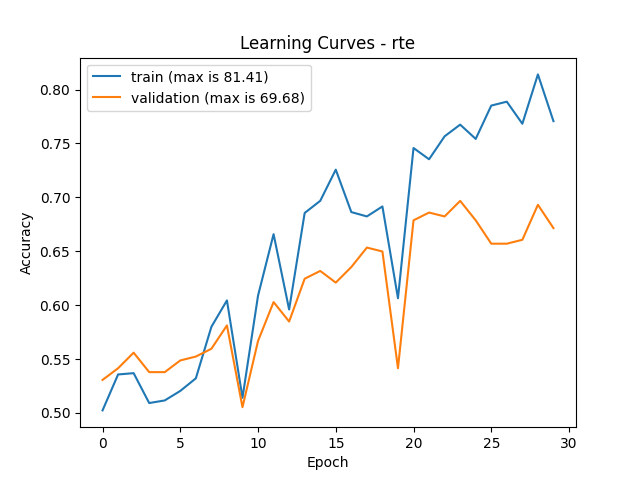 Learning Curves - rte
train (max is 81.41)
validation (max is 69.68)
Accuracy
0.80
0.75
0.70
0.65
0.60
0.55
0.50
0 5 10 15 20 25 30
Epoch